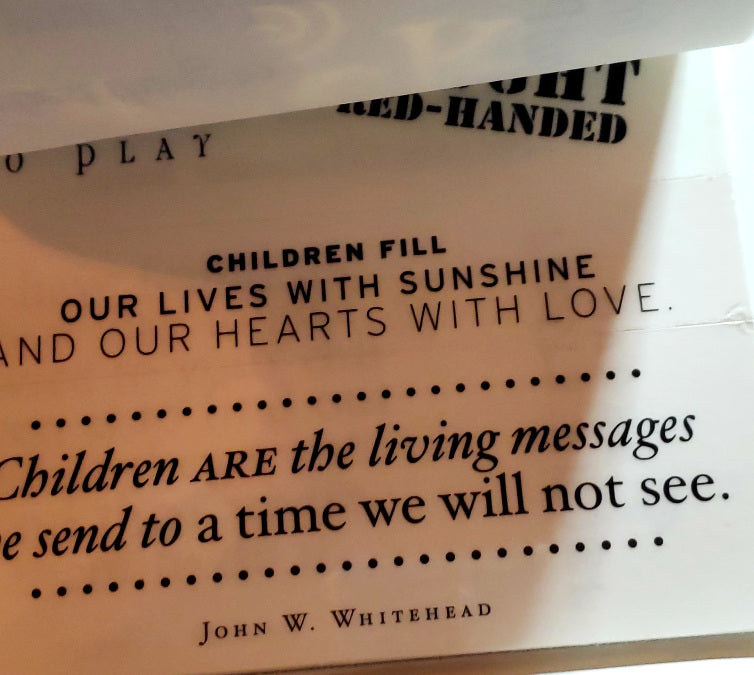 RED-HANDED
PLAY
CHILDREN FILL
OUR LIVES WITH SUNSHINE
AND OUR HEARTS WITH LOVE.
Children ARE the living messages
send to a time we will not see.
JOHN W. WHITEHEAD